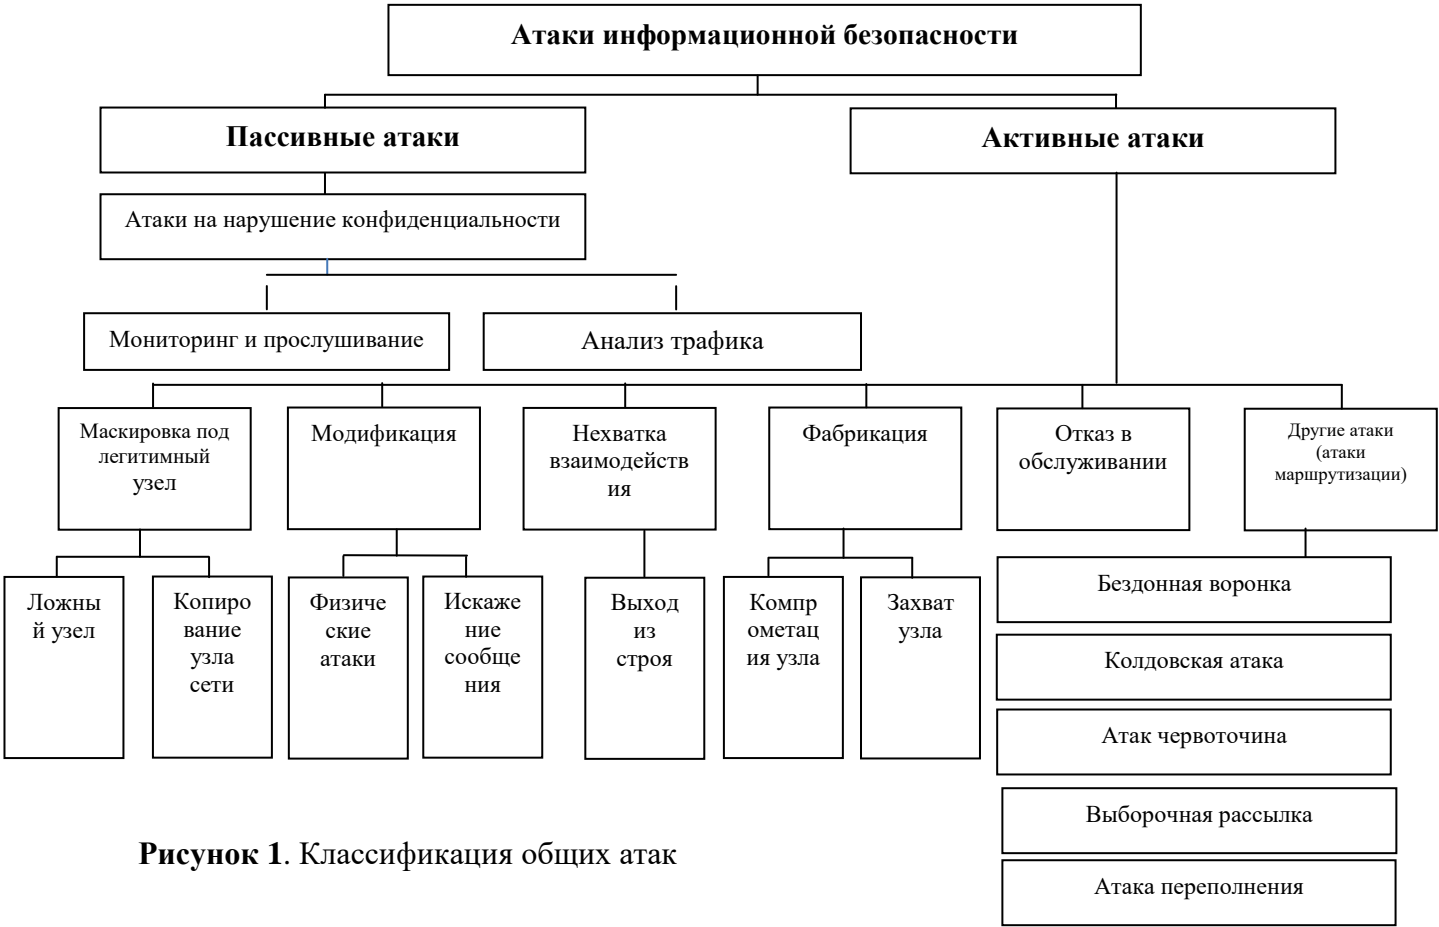 Атаки информационной безопасности
Пассивные атаки
Активные атаки
Атаки на нарушение конфиденциальности
Мониторинг и прослушивание
Анализ трафика
Маскировка под
легитимный
узел
Модификация
Нехватка
взаимодейств
ия
Фабрикация
Отказ в
обслуживании
Другие атаки
(атаки
маршрутизации)
Ложны
й узел
Копиро
вание
узла
сети
Физиче
ские
атаки
Искаже
ние
сообще
ния
Выход
из
строя
Компр
ометац
ия узла
Захват
узла
Бездонная воронка
Колдовская атака
Атак червоточина
Выборочная рассылка
Атака переполнения
Рисунок 1. Классификация общих атак